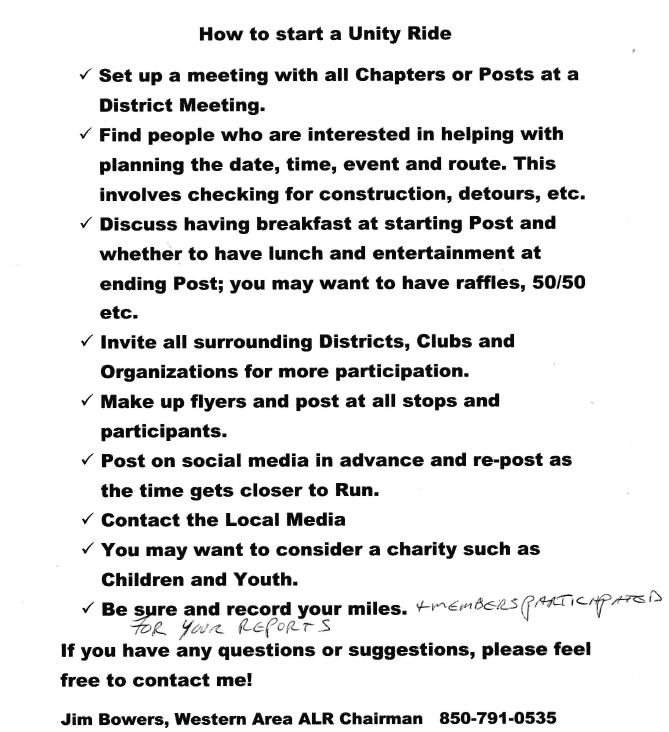 How to start a Unity Ride
✓ Set up a meeting with all Chapters or Posts at a
District Meeting.
✓ Find people who are interested in helping with
planning the date, time, event and route. This
involves checking for construction, detours, etc.
✓ Discuss having breakfast at starting Post and
whether to have lunch and entertainment at
ending Post; you may want to have raffles, 50/50
etc.
✓ Invite all surrounding Districts, Clubs and
Organizations for more participation.
✓ Make up flyers and post at all stops and
participants.
✓ Post on social media in advance and re-post as
the time gets closer to Run.
✓ Contact the Local Media
✓ You may want to consider a charity such as
Children and Youth.
✓ Be sure and record your miles. + MEMBERS PARTICIPATED
FOR YOUR REPORTS
If you have any questions or suggestions, please feel
free to contact me!
Jim Bowers, Western Area ALR Chairman 850-791-0535